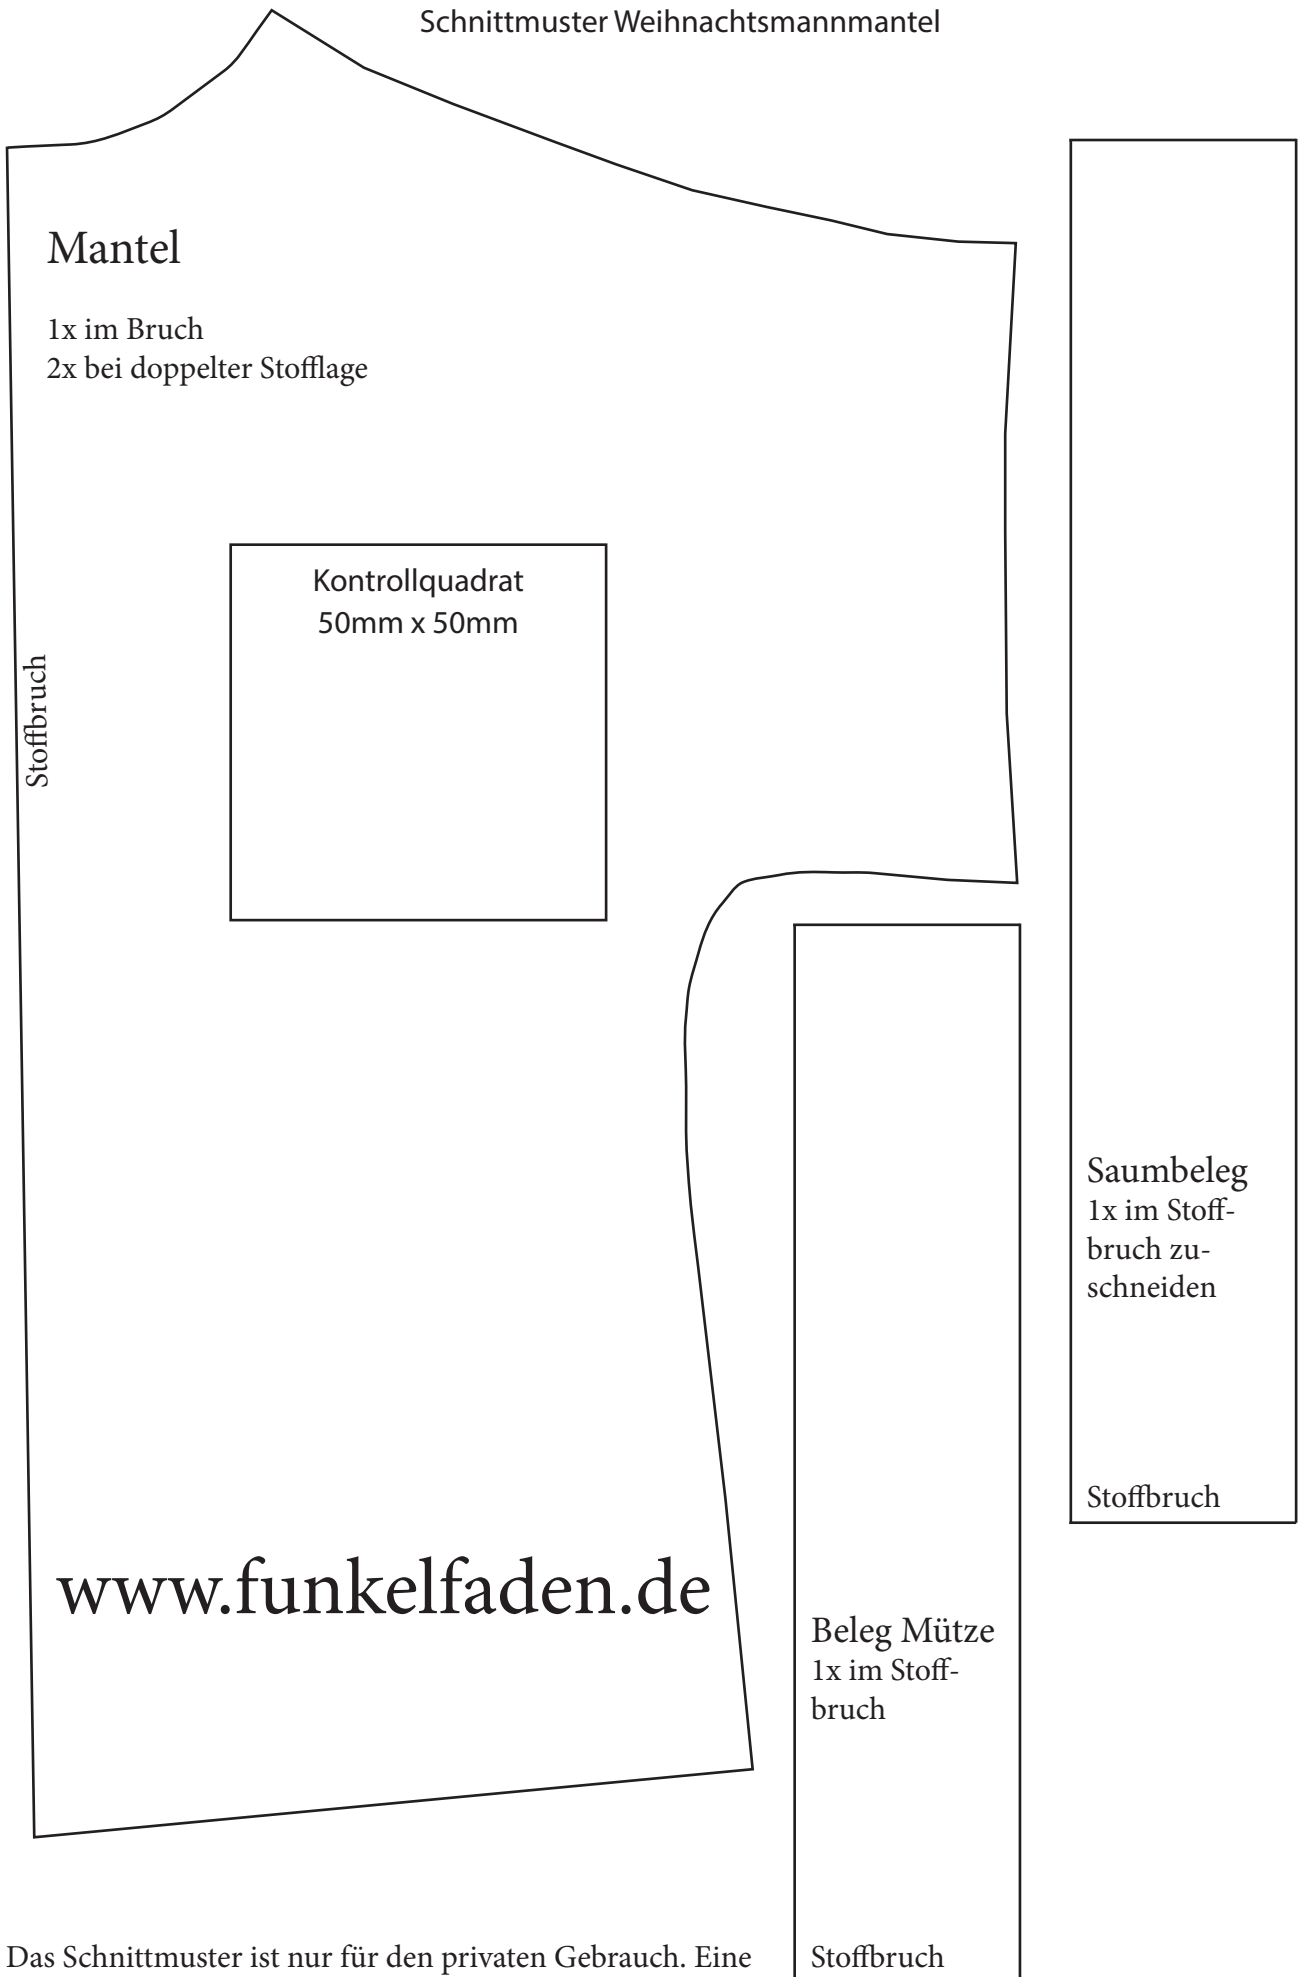 Schnittmuster Weihnachtsmannmantel
Mantel
1x im Bruch
2x bei doppelter Stofflage
Kontrollquadrat
50mm x 50mm
Stoffbruch
Saumbeleg
1x im Stoff-
bruch zu-
schneiden
Stoffbruch
www.funkelfaden.de
Beleg Mütze
1x im Stoff-
bruch
Stoffbruch
Das Schnittmuster ist nur für den privaten Gebrauch. Eine